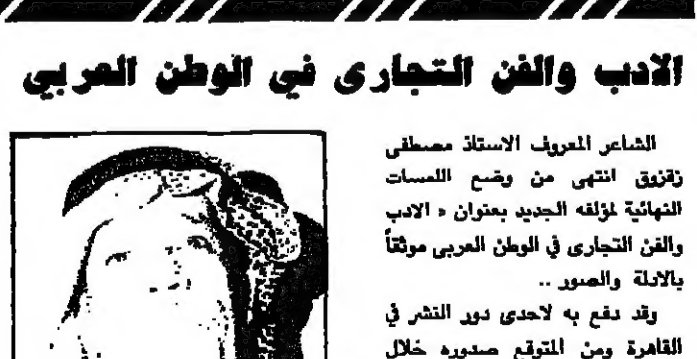 الادب والفن التجارى في الوطن العربي
الشاعر المعروف الاستاذ مصطفى
زقزوق انتهى من وضع اللمسات
النهائية لمؤلفه الجديد بعنوان « الادب
والفن التجارى في الوطن العربى موثقاً
بالادلة والصور ..
وقد دفع به لاحدى دور النشر في
القاهرة ومن المتوقع صدوره خلال